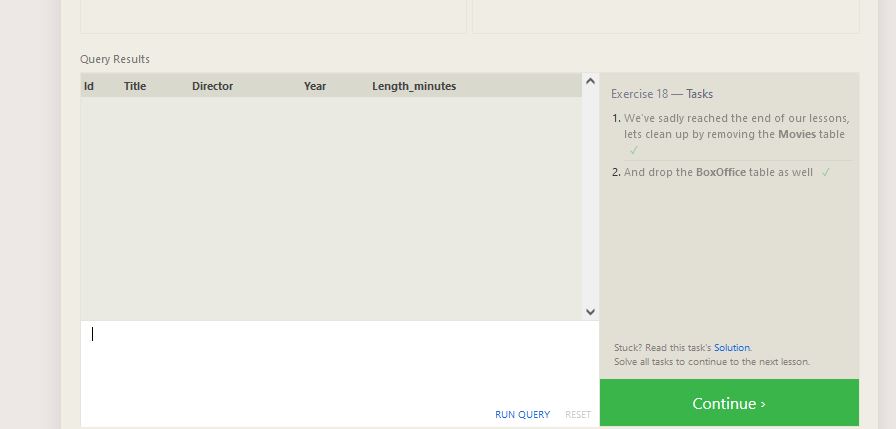 Query Results
Id Title Director Year Length_minutes
Exercise 18 — Tasks
1. We've sadly reached the end of our lessons,
lets clean up by removing the Movies table
✓
2. And drop the BoxOffice table as well ✓
Stuck? Read this task's Solution.
Solve all tasks to continue to the next lesson.
RUN QUERY RESET
Continue ›